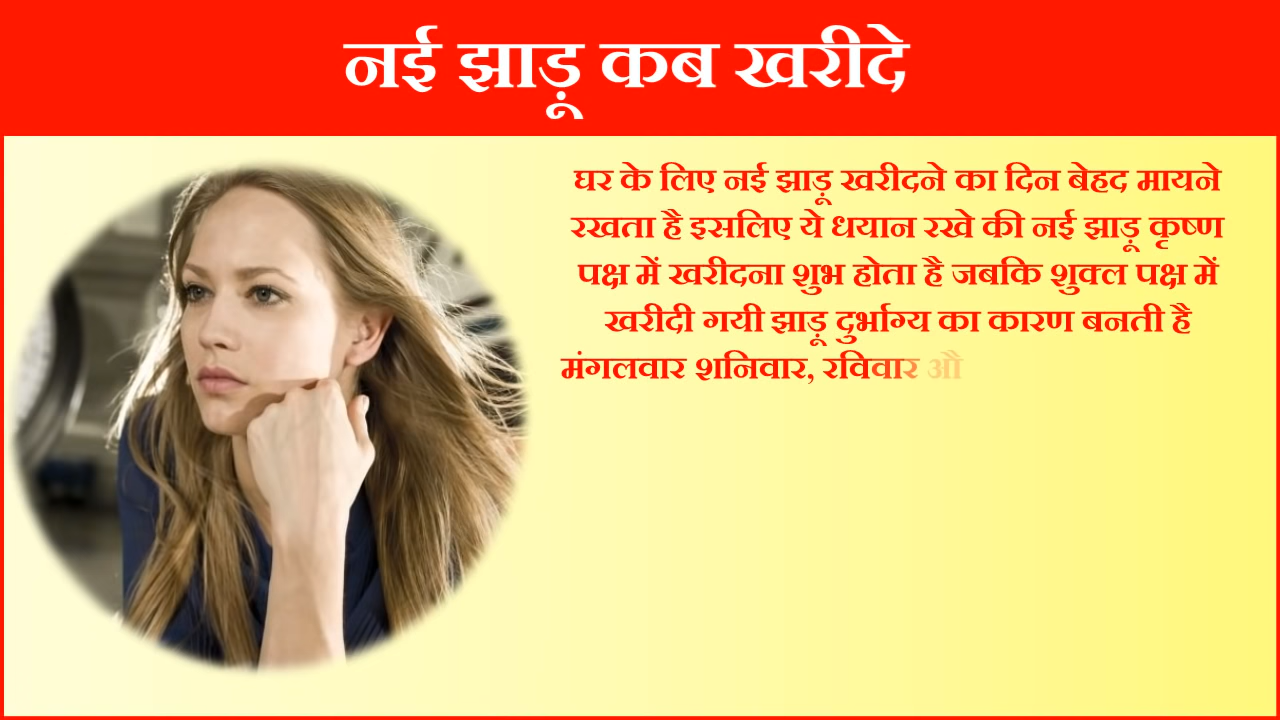 नई झाड़ू कब खरीदे
घर के लिए नई झाड़ू खरीदने का दिन बेहद मायने
रखता है इसलिए ये धयान रखे की नई झाड़ू कृष्ण
पक्ष में खरीदना शुभ होता है जबकि शुक्ल पक्ष में
खरीदी गयी झाड़ू दुर्भाग्य का कारण बनती है
मंगलवार शनिवार, रविवार औ